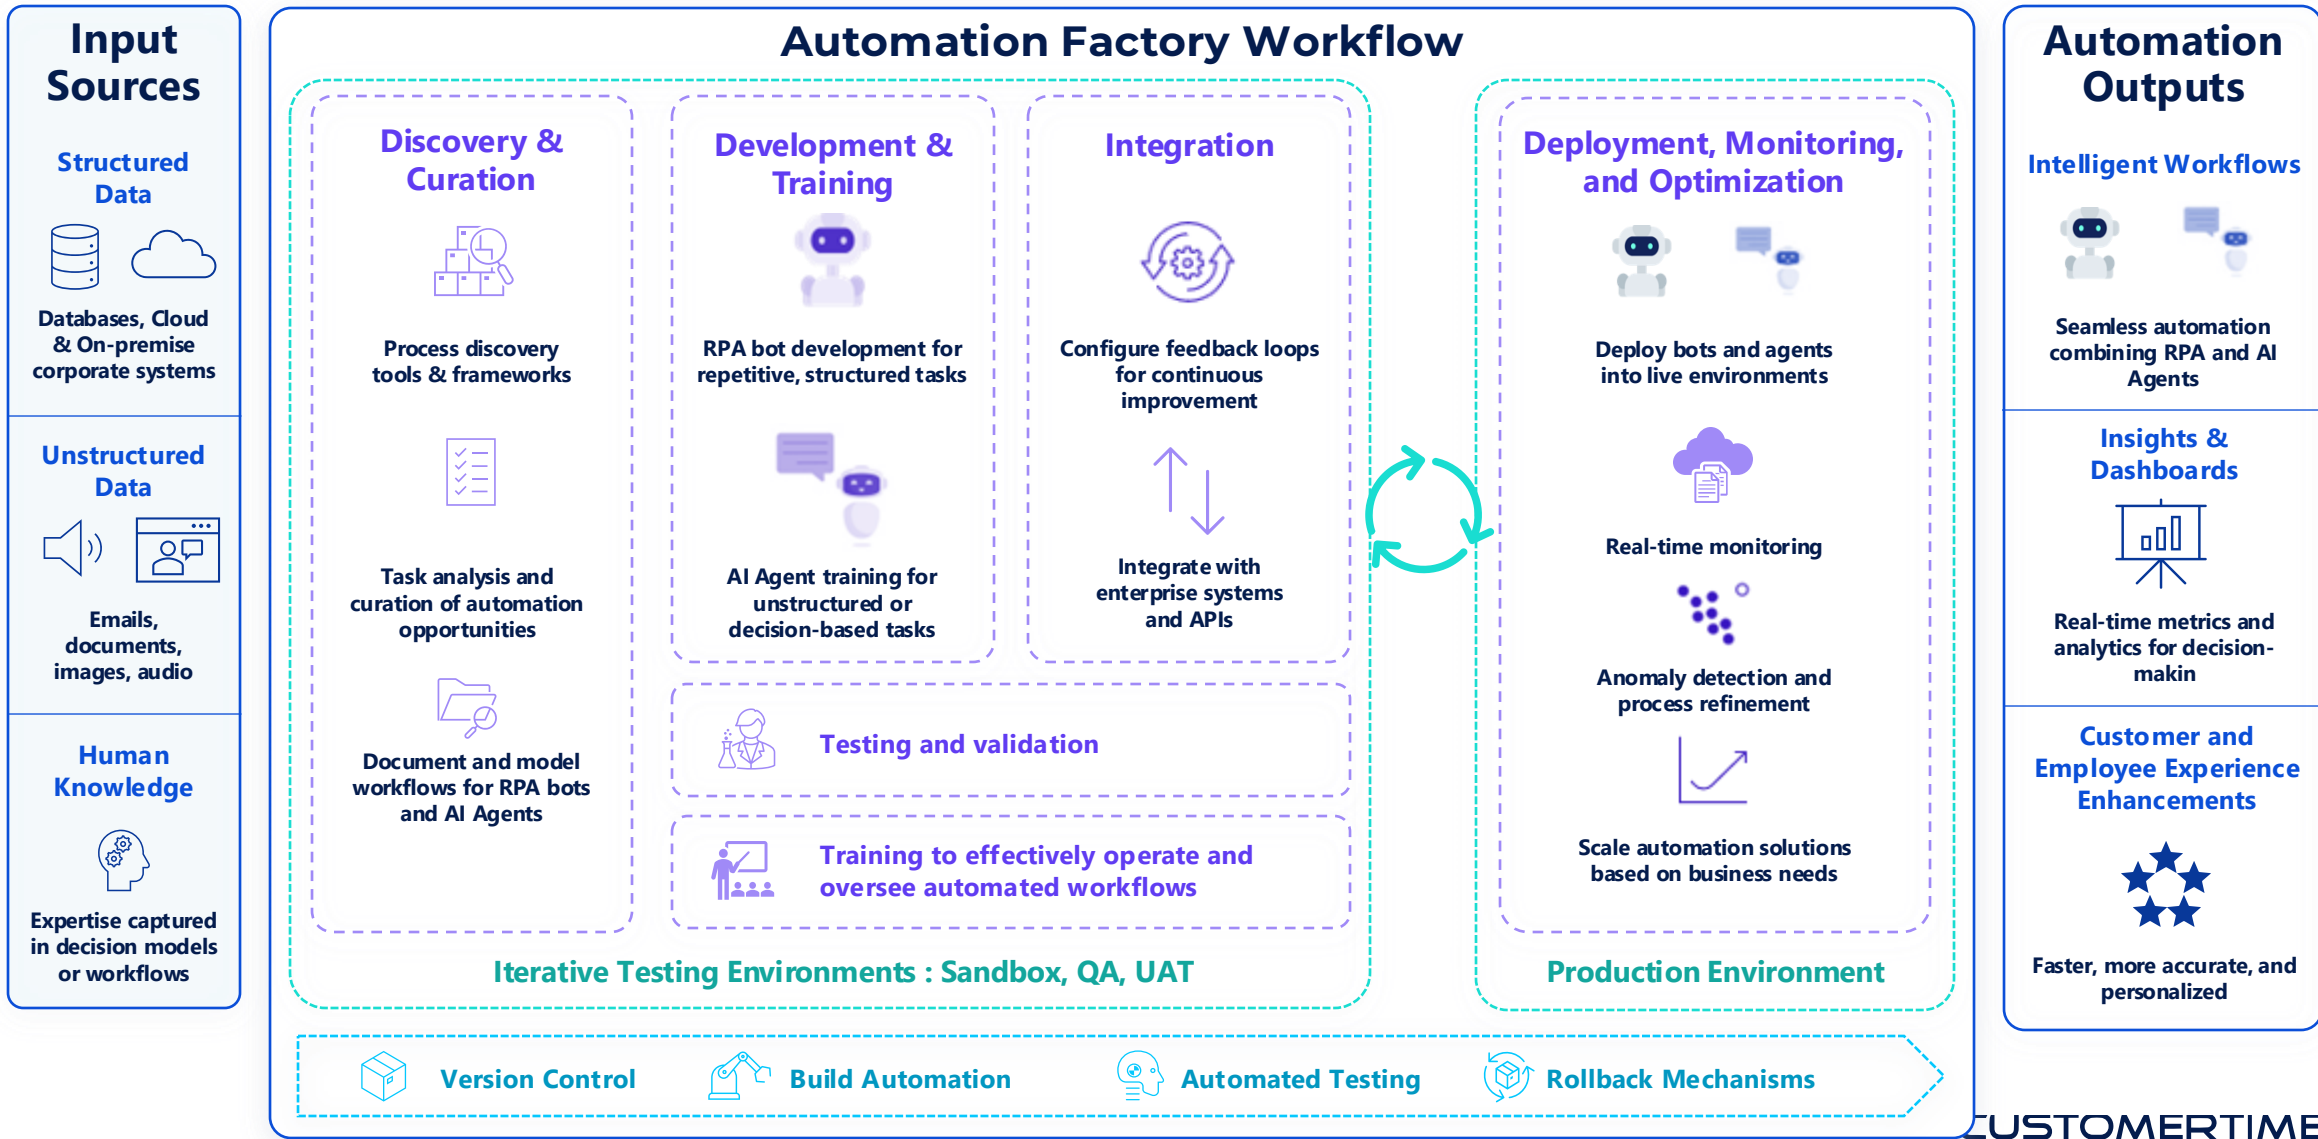 Input
Sources
Structured
Data
Databases, Cloud
& On-premise
corporate systems
Unstructured
Data
Emails,
documents,
images, audio
Human
Knowledge
Expertise captured
in decision models
or workflows
Automation Factory Workflow
Discovery &
Curation
Process discovery
tools & frameworks
Task analysis and
curation of automation
opportunities
Document and model
workflows for RPA bots
and AI Agents
Development &
Training
RPA bot development for
repetitive, structured tasks
AI Agent training for
unstructured or
decision-based tasks
Integration
Configure feedback loops
for continuous
improvement
Integrate with
enterprise systems
and APIs
Testing and validation
Training to effectively operate and
oversee automated workflows
Iterative Testing Environments : Sandbox, QA, UAT
Deployment, Monitoring,
and Optimization
Deploy bots and agents
into live environments
Real-time monitoring
Anomaly detection and
process refinement
Scale automation solutions
based on business needs
Production Environment
Version Control
Build Automation
Automated Testing
Rollback Mechanisms
Automation
Outputs
Intelligent Workflows
Seamless automation
combining RPA and AI
Agents
Insights &
Dashboards
Real-time metrics and
analytics for decision-
makin
Customer and
Employee Experience
Enhancements
Faster, more accurate, and
personalized
CUSTOMERTIME